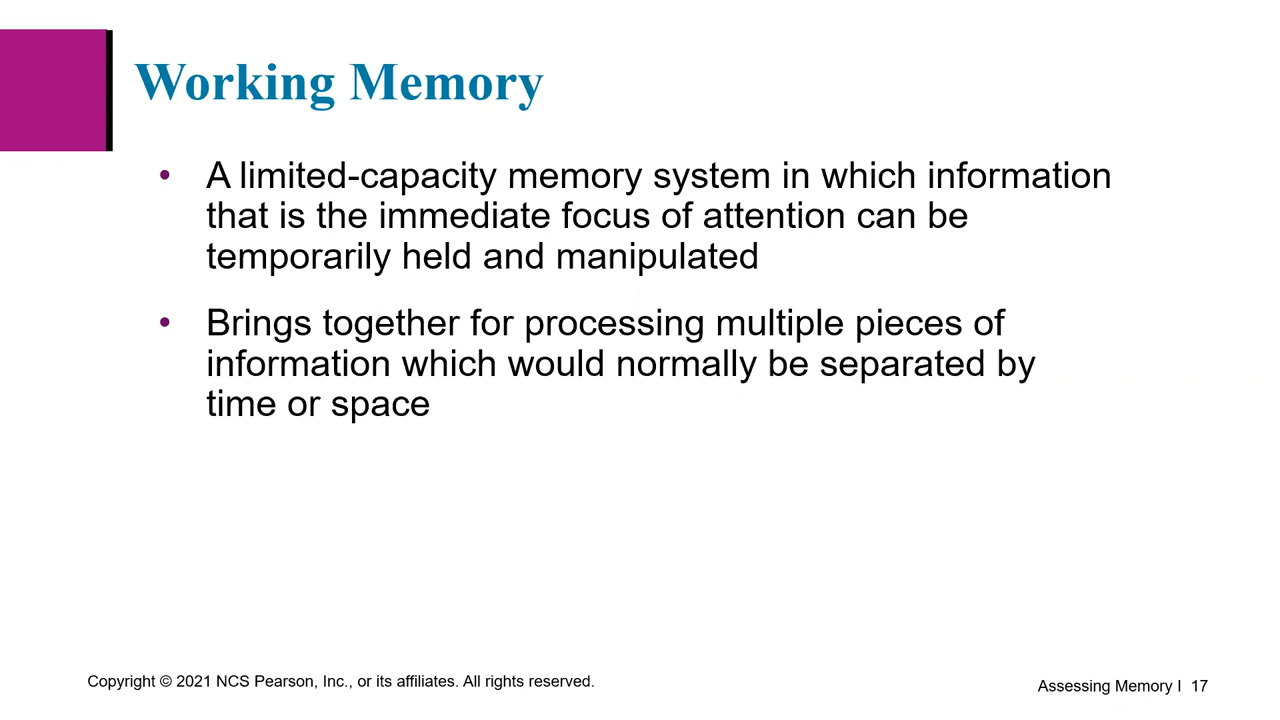 Working Memory
• A limited-capacity memory system in which information
that is the immediate focus of attention can be
temporarily held and manipulated
• Brings together for processing multiple pieces of
information which would normally be separated by
time or space
Copyright © 2021 NCS Pearson, Inc., or its affiliates. All rights reserved.
Assessing Memory I 17